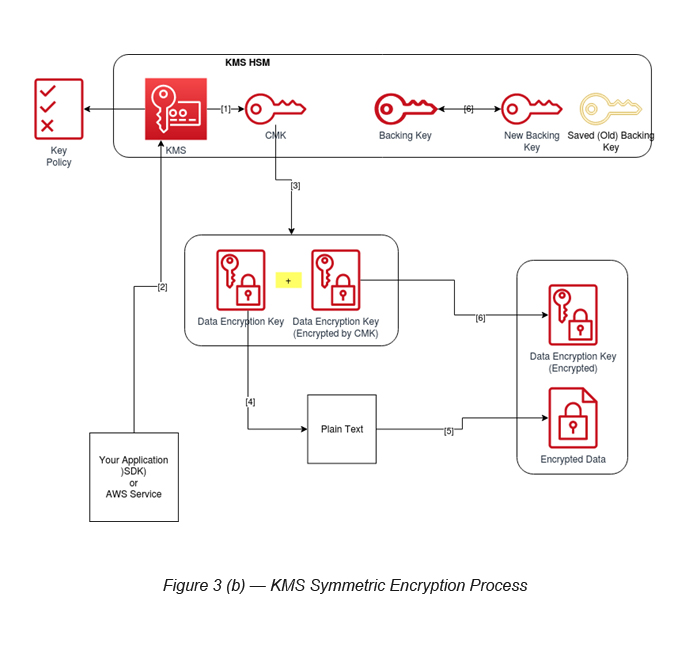 KMS HSM
Key
Policy
KMS
[1]
CMK
Backing Key
[6]
New Backing
Key
Saved (Old) Backing
Key
[3]
[2]
+
Data Encryption Key
Data Encryption Key
(Encrypted by CMK)
[6]
Data Encryption Key
(Encrypted)
[4]
Plain Text
[5]
Encrypted Data
Your Application
)SDK)
or
AWS Service
Figure 3 (b) — KMS Symmetric Encryption Process